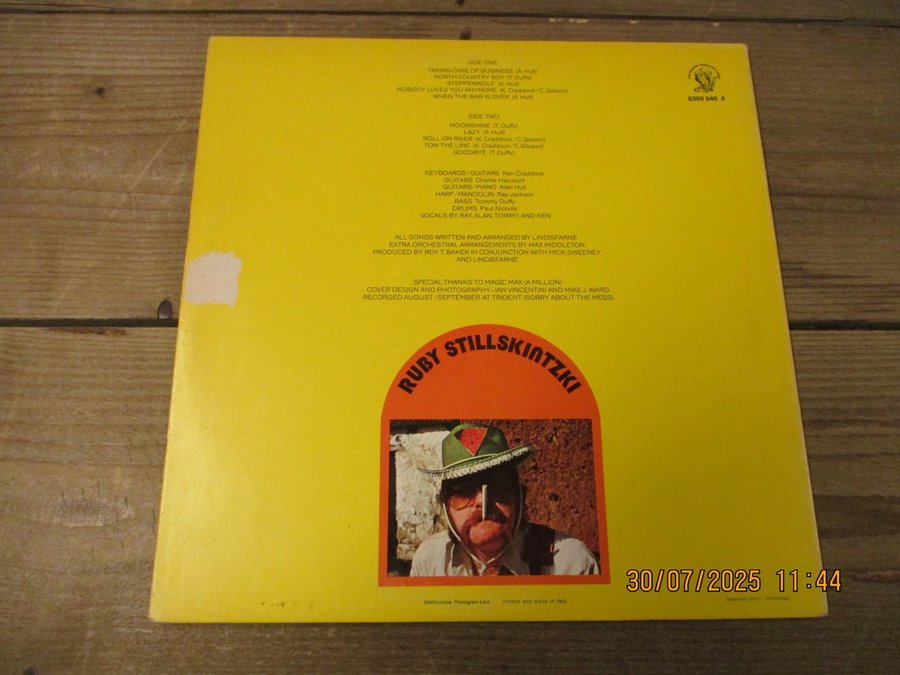 SIDE ONE
TAKING CARE OF BUSINESS (A. Hull)
NORTH COUNTRY BOY (T. Duffy)
STEPPENWOLF (A. Hull)
NOBODY LOVES YOU ANYMORE (K. Craddock/C. Gibson)
WHEN THE WAR IS OVER (A. Hull)
SIDE TWO
MOONSHINE (T. Duffy)
LAZY (A. Hull)
ROLL ON RIVER (K. Craddock/C. Gibson)
TOW THE LINE (K. Craddock/C. Gibson)
GOODBYE (T. Duffy)
KEYBOARDS/GUITARS Ken Craddock
GUITARS Charlie Harcourt
GUITARS/PIANO Alan Hull
HARP/MANDOLIN Ray Jackson
BASS Tommy Duffy
DRUMS Paul Nichols
VOCALS BY RAY, ALAN, TOMMY AND KEN
ALL SONGS WRITTEN AND ARRANGED BY LINDISFARNE
EXTRA ORCHESTRAL ARRANGEMENTS BY MAX MIDDLETON
PRODUCED BY ROY T. BAKER IN CONJUNCTION WITH MICK SWEENEY
AND LINDISFARNE
SPECIAL THANKS TO MAGIC MAX (A MILLION)
COVER DESIGN AND PHOTOGRAPHY – IAN VINCENTINI AND MIKE J. WARD
RECORDED AUGUST/SEPTEMBER AT TRIDENT (SORRY ABOUT THE MESS)
6369 946 A
RUBY STILLSKINTZKI
Distribuzione Phonogram s.p.a. Printed and made in Italy
30/07/2025 11:44